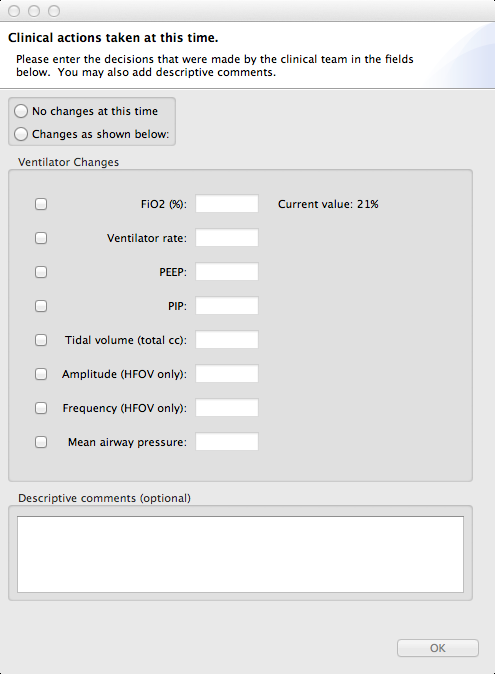 Clinical actions taken at this time.
Please enter the decisions that were made by the clinical team in the fields
below.  You may also add descriptive comments.
No changes at this time
Changes as shown below:
Ventilator Changes
FiO2 (%): Current value: 21%
Ventilator rate:
PEEP:
PIP:
Tidal volume (total cc):
Amplitude (HFOV only):
Frequency (HFOV only):
Mean airway pressure:
Descriptive comments (optional)
OK